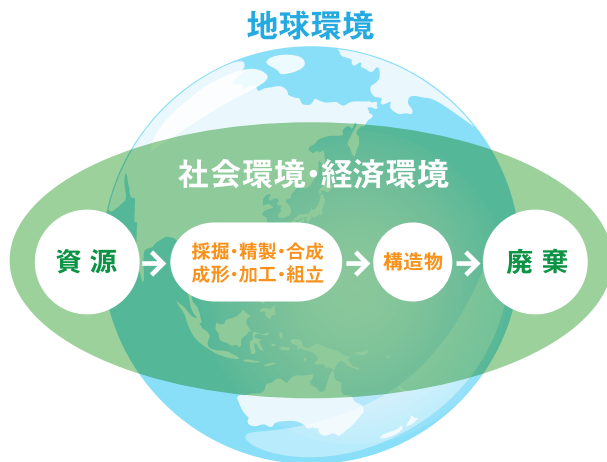 地球環境
社会環境・経済環境
資源
採掘・精製・合成
成形・加工・組立
構造物
廃棄